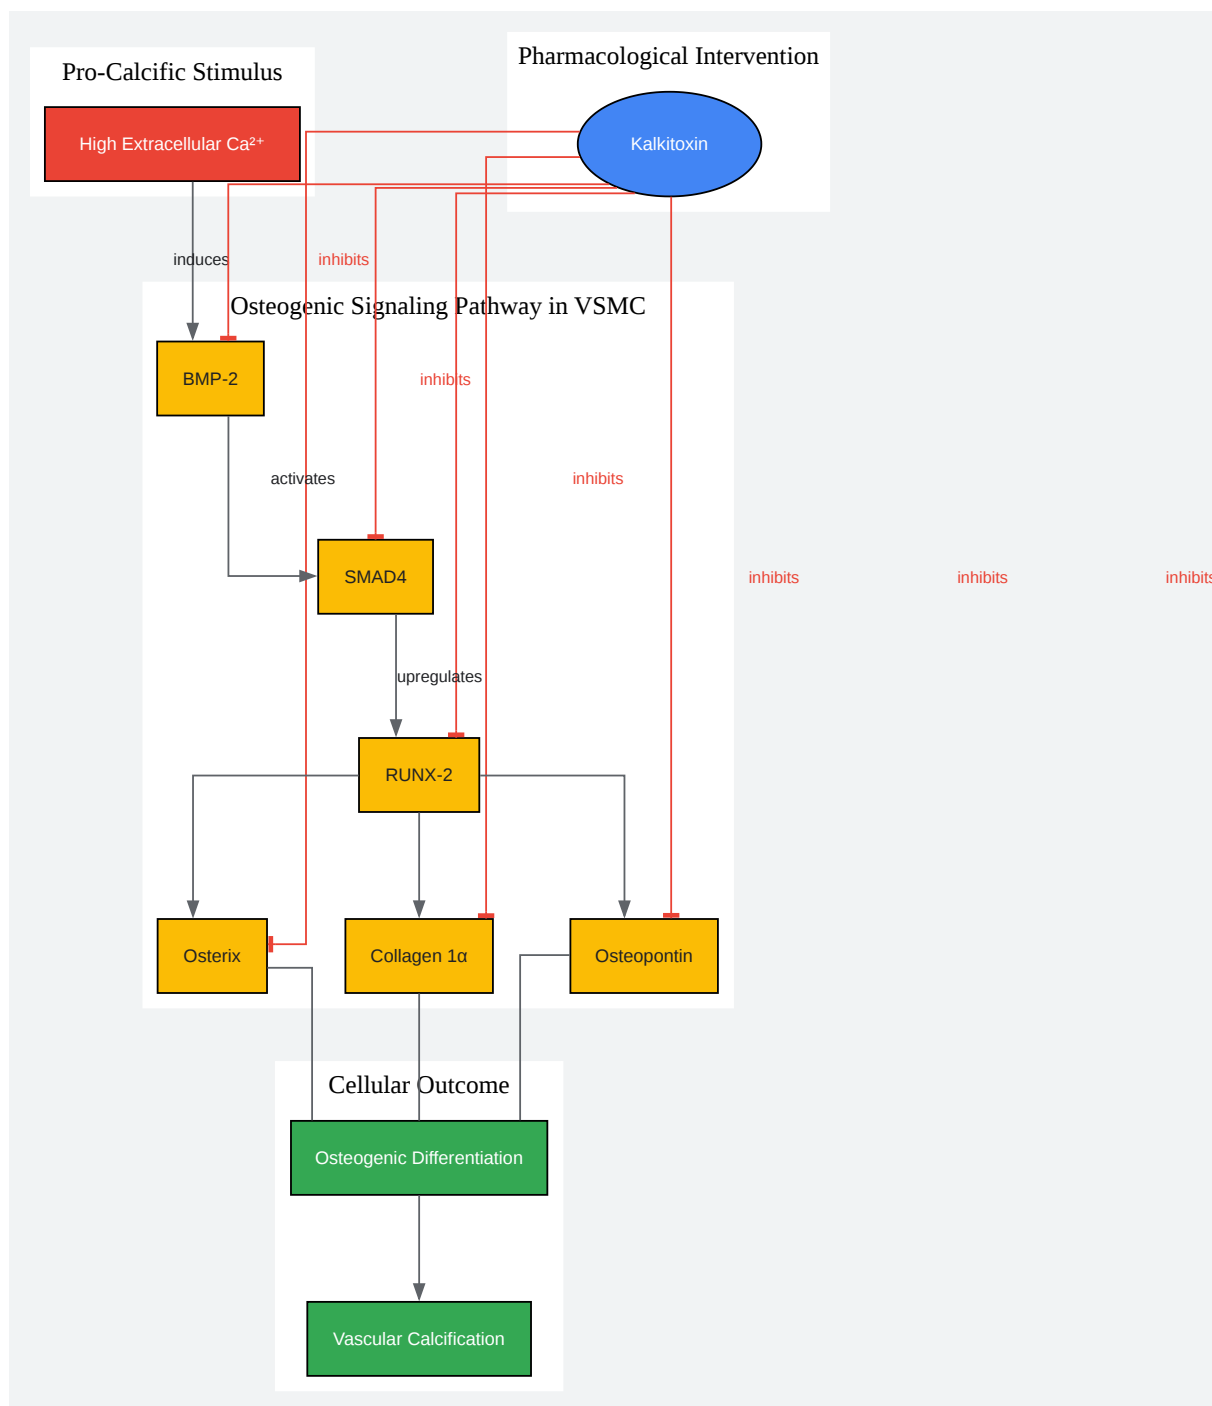 Pro-Calcific Stimulus
Pharmacological Intervention
High Extracellular Ca²⁺
Kalkitoxin
induces
inhibits
Osteogenic Signaling Pathway in VSMC
BMP-2
inhibits
activates
inhibits
SMAD4
inhibits
inhibits
inhibits
upregulates
RUNX-2
Osterix
Collagen 1α
Osteopontin
Cellular Outcome
Osteogenic Differentiation
Vascular Calcification